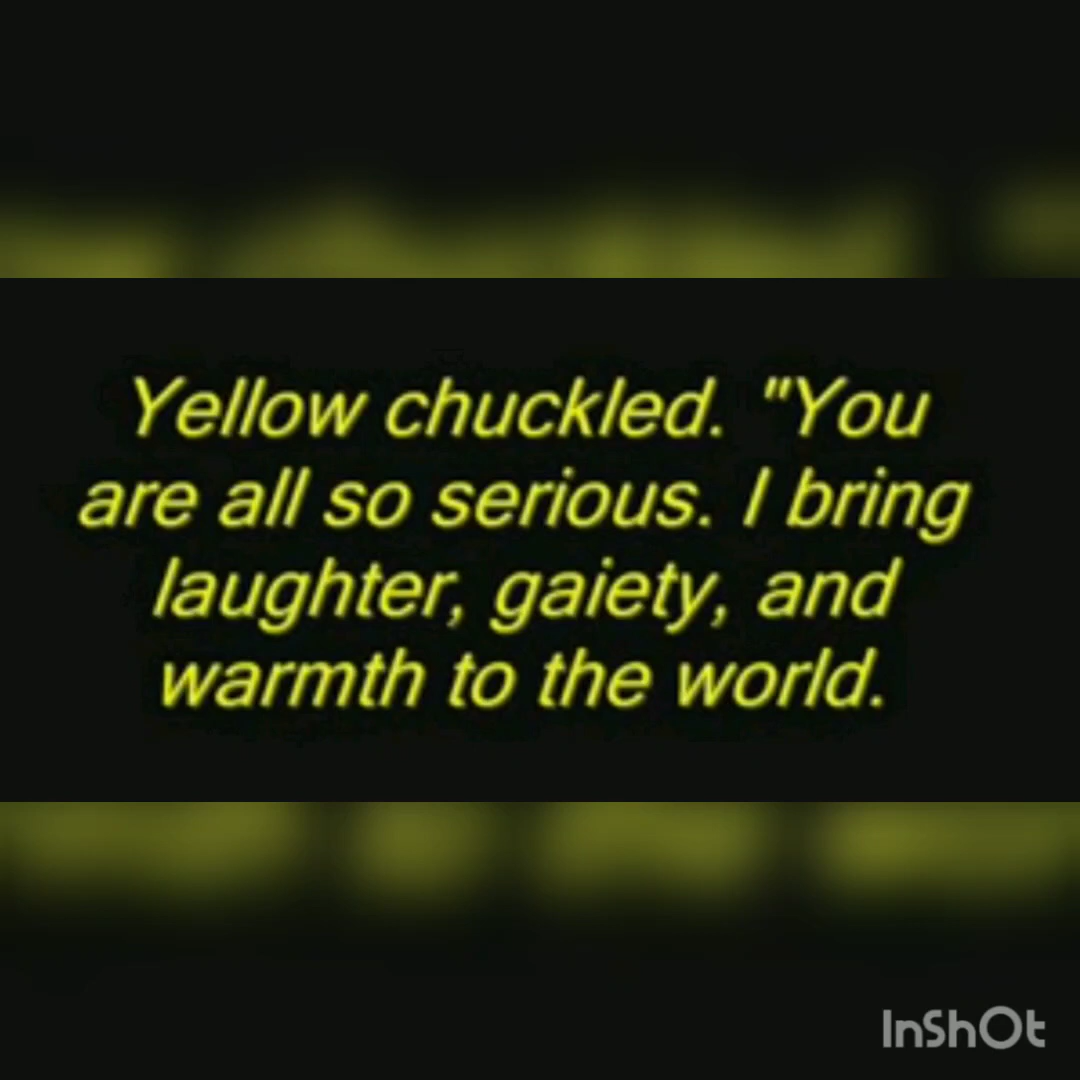 Yellow chuckled. "You
are all so serious. I bring
laughter, gaiety, and
warmth to the world.
InShOt